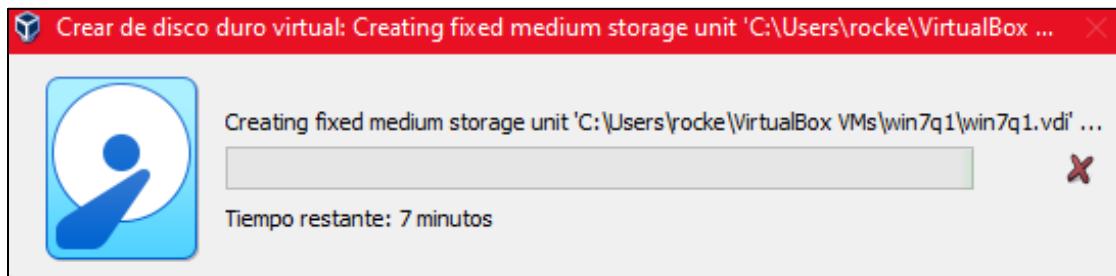 Crear de disco duro virtual: Creating fixed medium storage unit 'C:\Users\rocke\VirtualBox ...
Creating fixed medium storage unit 'C:\Users\rocke\VirtualBox VMs\win7q1\win7q1.vdi' ...
Tiempo restante: 7 minutos